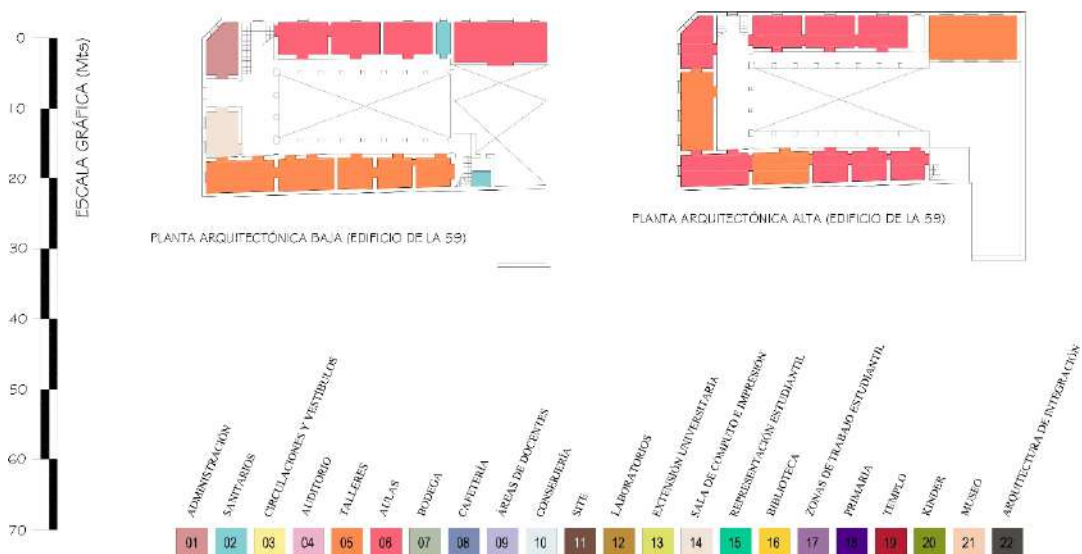 ESCALA GRÁFICA (Mts)
0
10
20
30
40
50
60
70
PLANTA ARQUITECTÓNICA BAJA (EDIFICIO DE LA 59)
PLANTA ARQUITECTÓNICA ALTA (EDIFICIO DE LA 59)
ADMINISTRACIÓN
SANITARIOS
CIRCULACIONES Y VESTÍBULOS
AUDITORIO
TALLERES
AULAS
BODEGA
CAFETERÍA
ÁREAS DE DOCENTES
CONSERJERÍA
SITE
LABORATORIOS
EXTENSIÓN UNIVERSITARIA
SALA DE COMPUTO E IMPRESIÓN
REPRESENTACIÓN ESTUDIANTIL
BIBLIOTECA
ZONAS DE TRABAJO ESTUDIANTIL
PRIMARIA
TEMPLO
KINDER
MUSEO
ARQUITECTURA DE INTEGRACIÓN
01 02 03 04 05 06 07 08 09 10 11 12 13 14 15 16 17 18 19 20 21 22